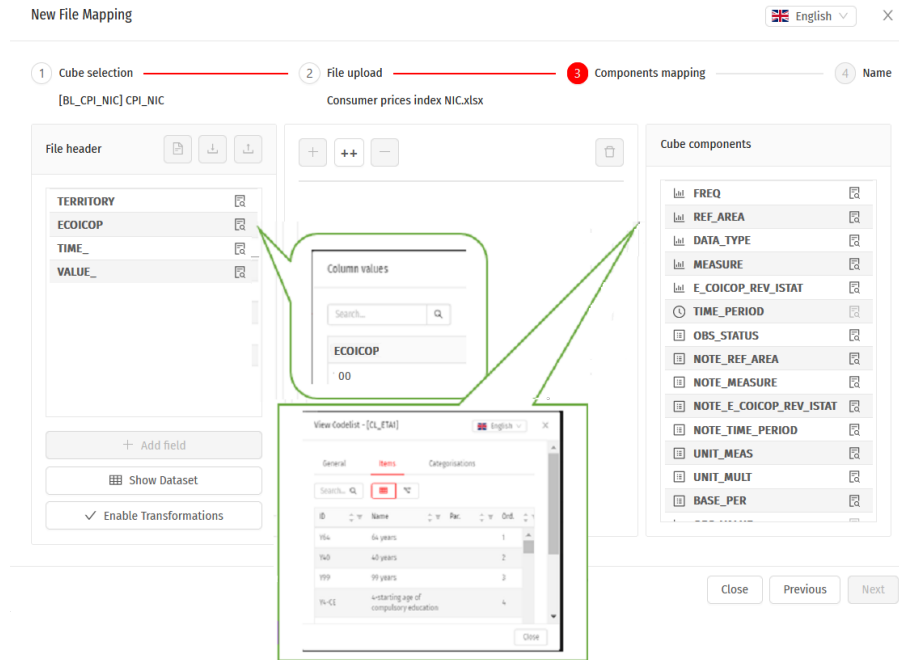 New File Mapping
English
1 Cube selection
2 File upload
3 Components mapping
4 Name
[BL_CPI_NIC] CPI_NIC
Consumer prices index NIC.xlsx
File header
TERRITORY
ECOICOP
TIME_
VALUE_
+ Add field
Show Dataset
Enable Transformations
+ ++ −
Column values
Search...
ECOICOP
00
View Codelist - [CL_ETA1]
English
General Items Categorisations
Search...
ID Name Par. Ord.
Y64 64 years 1
Y40 40 years 2
Y99 99 years 3
Y4-CE 4-starting age of 4
compulsory education
Close
Cube components
FREQ
REF_AREA
DATA_TYPE
MEASURE
E_COICOP_REV_ISTAT
TIME_PERIOD
OBS_STATUS
NOTE_REF_AREA
NOTE_MEASURE
NOTE_E_COICOP_REV_ISTAT
NOTE_TIME_PERIOD
UNIT_MEAS
UNIT_MULT
BASE_PER
Close Previous Next